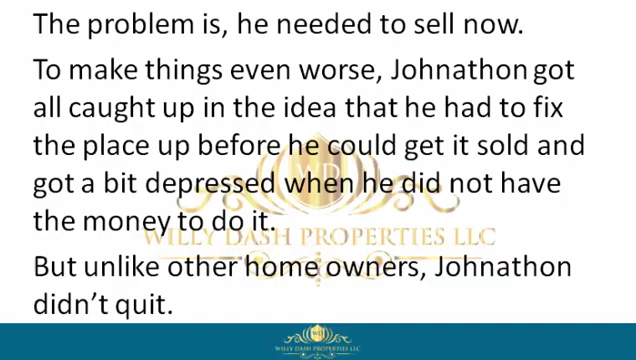 The problem is, he needed to sell now.
To make things even worse, Johnathon got
all caught up in the idea that he had to fix
the place up before he could get it sold and
got a bit depressed when he did not have
the money to do it.
WILLY DASH PROPERTIES LLC
But unlike other home owners, Johnathon
didn't quit.
WILLY DASH PROPERTIES LLC